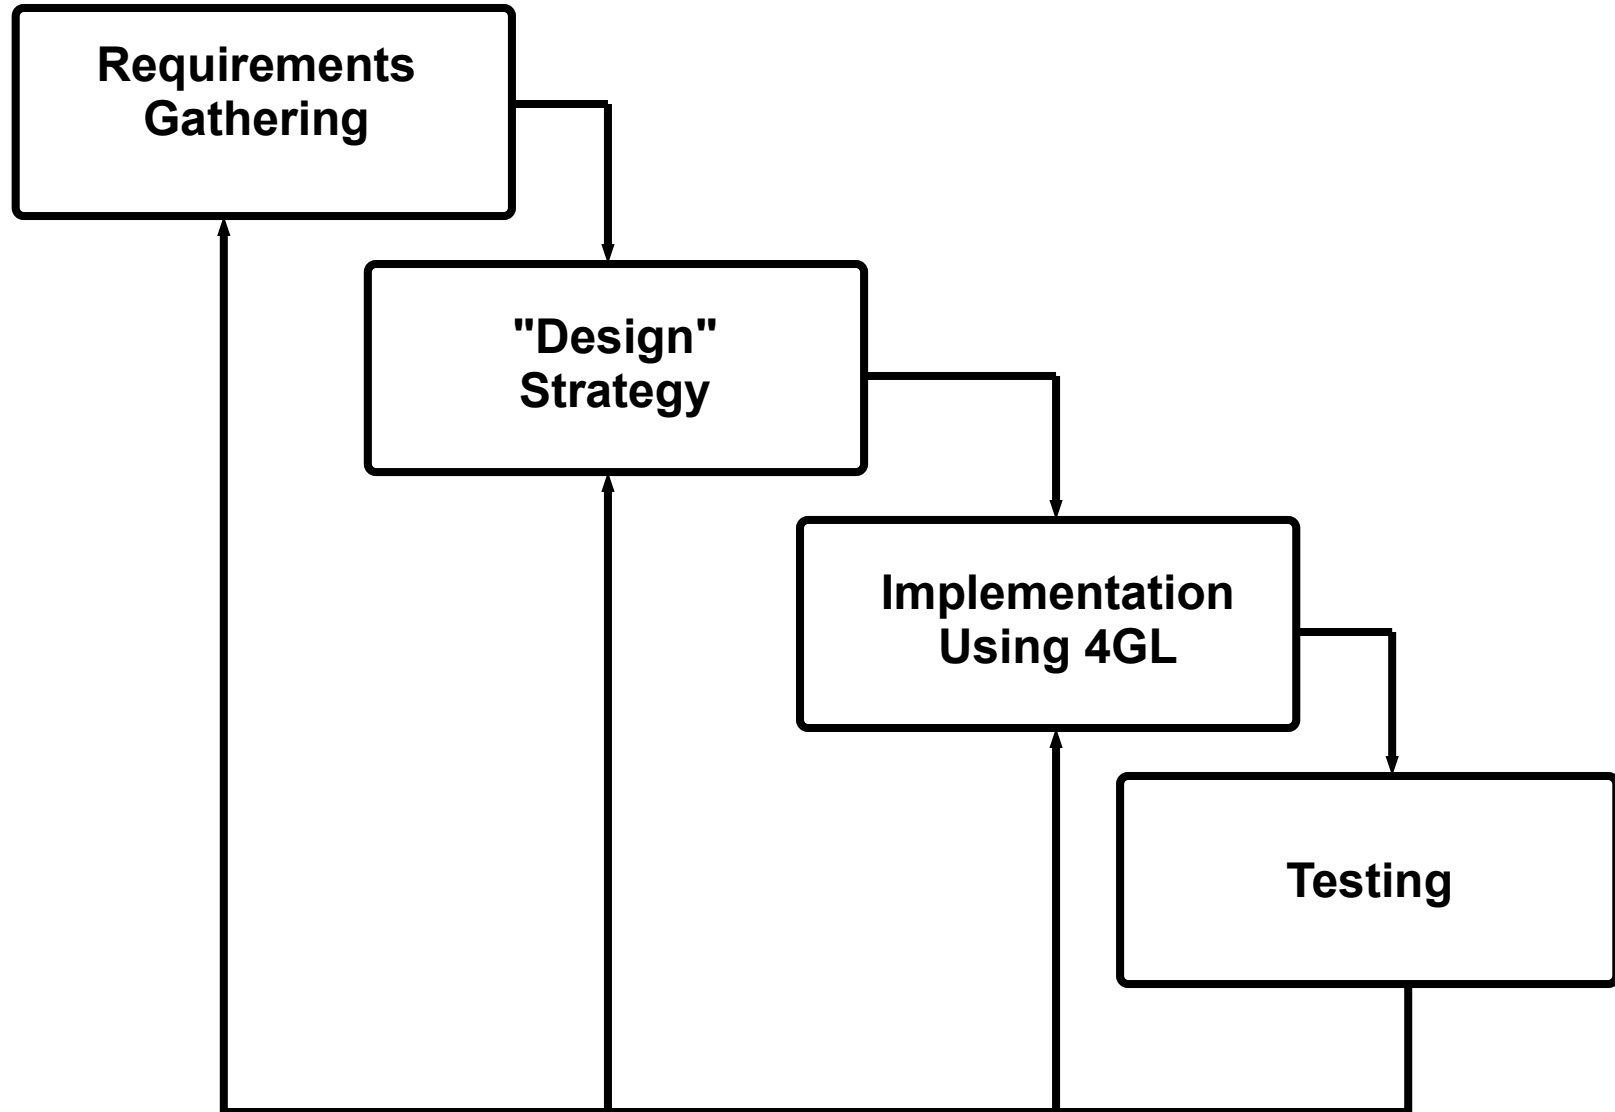 Requirements
Gathering
"Design"
Strategy
Implementation
Using 4GL
Testing